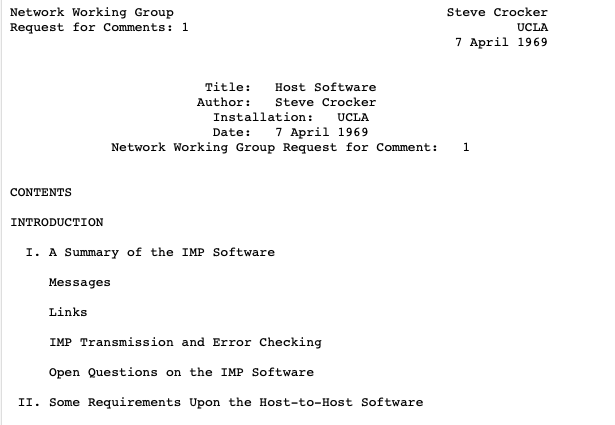 Network Working Group Steve Crocker
Request for Comments: 1 UCLA
7 April 1969
Title: Host Software
Author: Steve Crocker
Installation: UCLA
Date: 7 April 1969
Network Working Group Request for Comment: 1
CONTENTS
INTRODUCTION
I. A Summary of the IMP Software
Messages
Links
IMP Transmission and Error Checking
Open Questions on the IMP Software
II. Some Requirements Upon the Host-to-Host Software